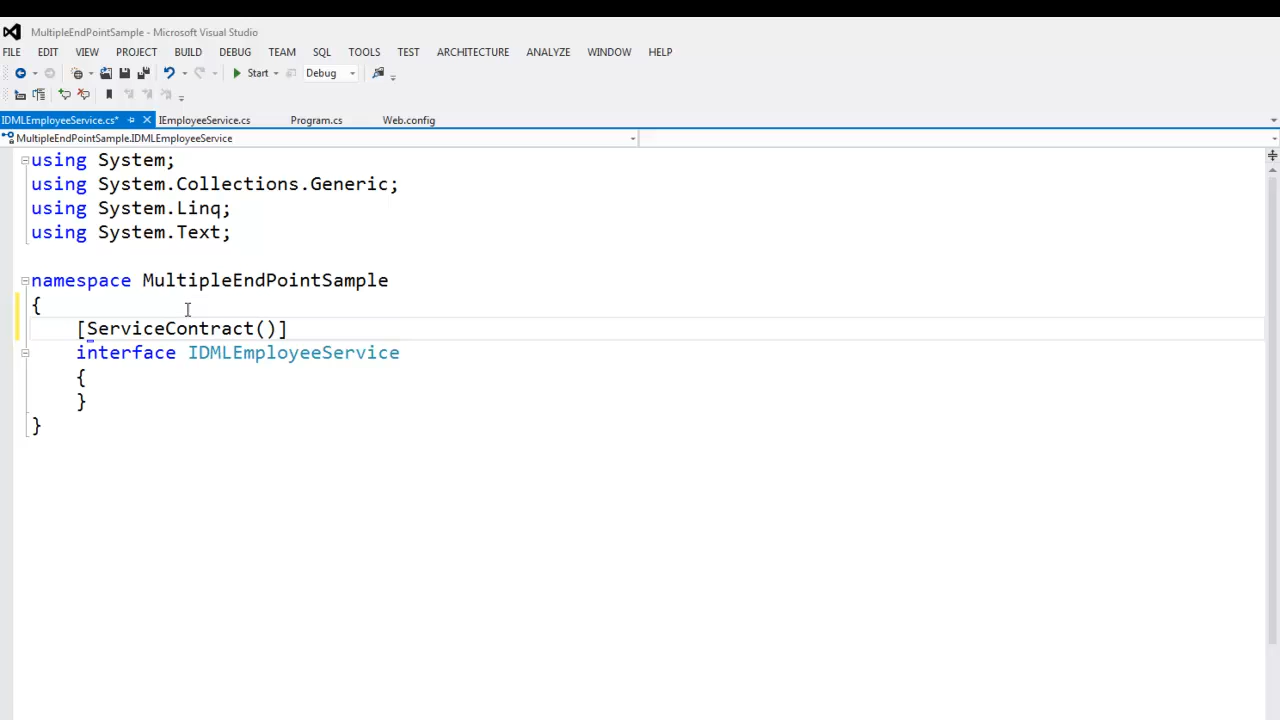 MultipleEndPointSample - Microsoft Visual Studio
FILE EDIT VIEW PROJECT BUILD DEBUG TEAM SQL TOOLS TEST ARCHITECTURE ANALYZE WINDOW HELP
Start Debug
IDMLEmployeeService.cs* IEmployeeService.cs Program.cs Web.config
MultipleEndPointSample.IDMLEmployeeService
using System;
using System.Collections.Generic;
using System.Linq;
using System.Text;
namespace MultipleEndPointSample
{
[ServiceContract()]
interface IDMLEmployeeService
{
}
}